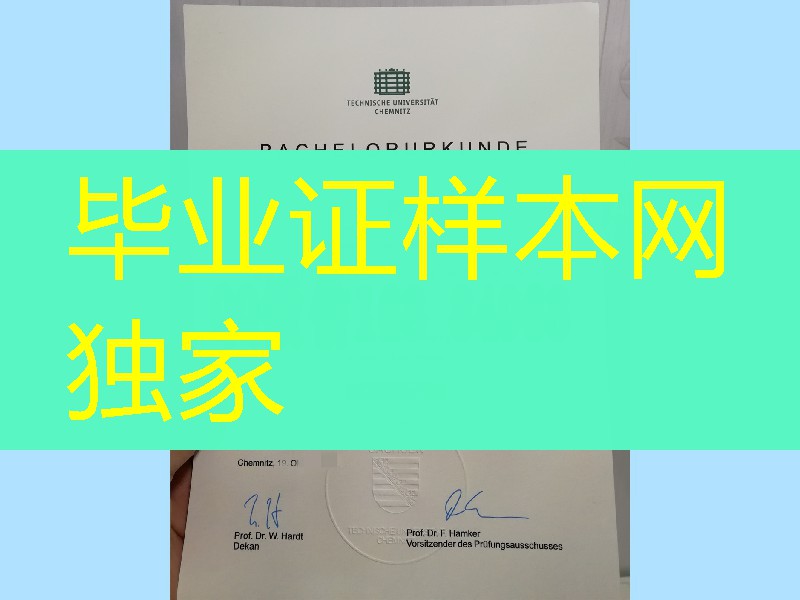 TECHNISCHE UNIVERSITÄT
CHEMNITZ
BACHELORURKUNDE
毕业证样本网
独家
Chemnitz, 19. O
Prof. Dr. W. Hardt
Dekan
Prof. Dr. F. Hamker
Vorsitzender des Prüfungsausschusses